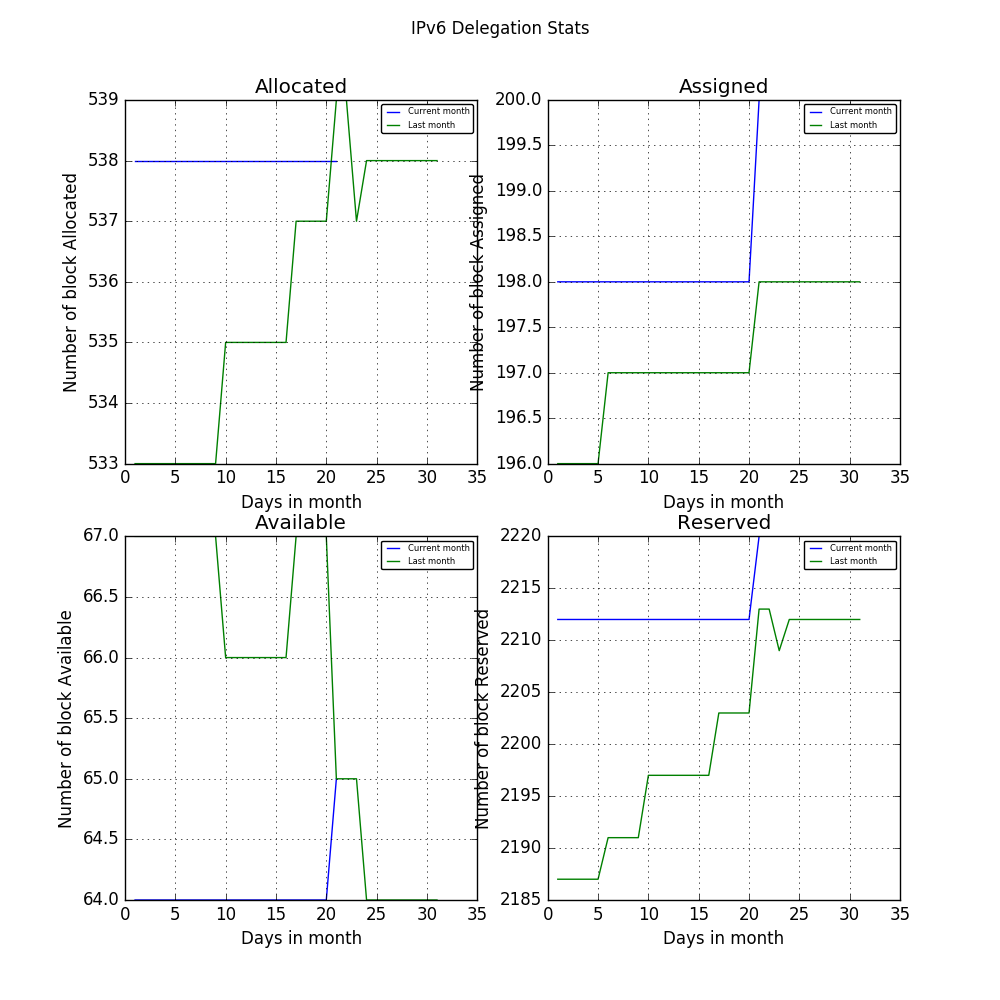 IPv6 Delegation Stats
Allocated
Number of block Allocated
539
538
537
536
535
534
533
0 5 10 15 20 25 30 35
Days in month
Current month
Last month
Assigned
Number of block Assigned
200.0
199.5
199.0
198.5
198.0
197.5
197.0
196.5
196.0
0 5 10 15 20 25 30 35
Days in month
Current month
Last month
Available
Number of block Available
67.0
66.5
66.0
65.5
65.0
64.5
64.0
0 5 10 15 20 25 30 35
Days in month
Current month
Last month
Reserved
Number of block Reserved
2220
2215
2210
2205
2200
2195
2190
2185
0 5 10 15 20 25 30 35
Days in month
Current month
Last month